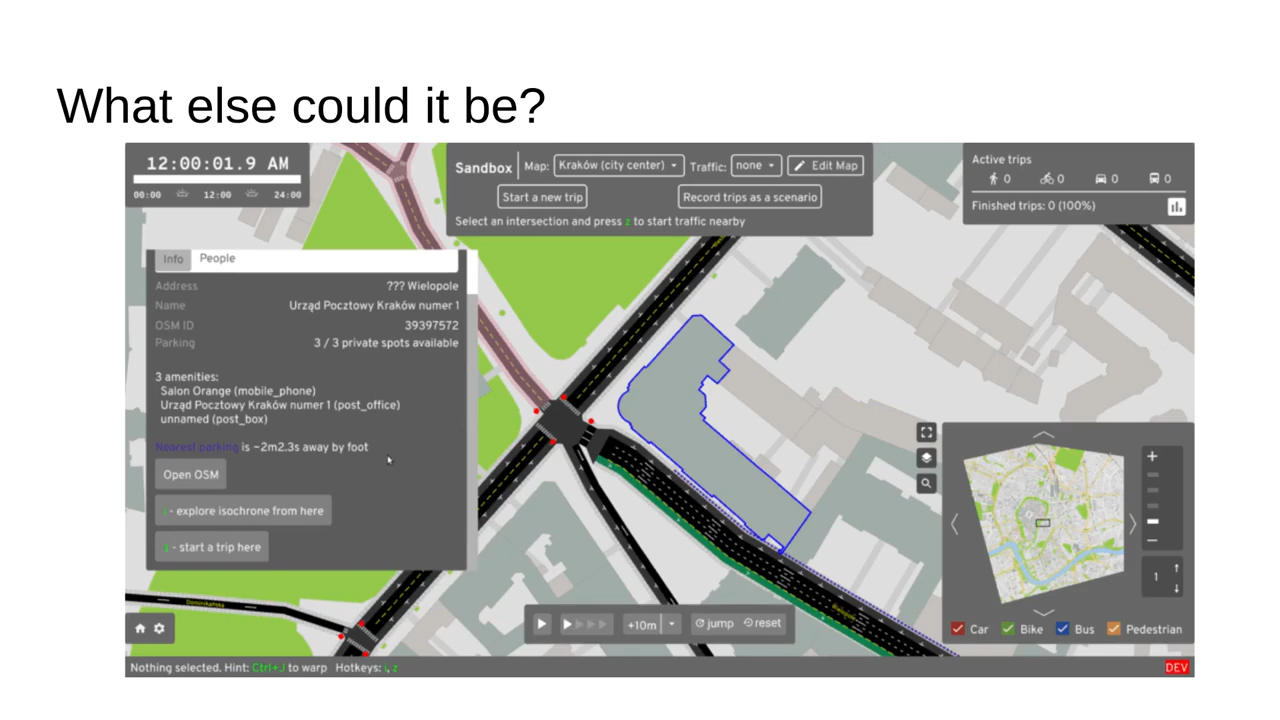 What else could it be?
12:00:01.9 AM
00:00 12:00 24:00
Sandbox Map: Kraków (city center) Traffic: none Edit Map
Start a new trip Record trips as a scenario
Select an intersection and press z to start traffic nearby
Active trips
0 0 0 0
Finished trips: 0 (100%)
Info People
Address ??? Wielopole
Name Urząd Pocztowy Kraków numer 1
OSM ID 39397572
Parking 3 / 3 private spots available
3 amenities:
Salon Orange (mobile_phone)
Urząd Pocztowy Kraków numer 1 (post_office)
unnamed (post_box)
Nearest parking is ~2m2.3s away by foot
Open OSM
i - explore isochrone from here
- start a trip here
Dominikańska
Wielopole
+10m jump reset
1
Car Bike Bus Pedestrian
Nothing selected. Hint: Ctrl+J to warp Hotkeys: i, z
DEV